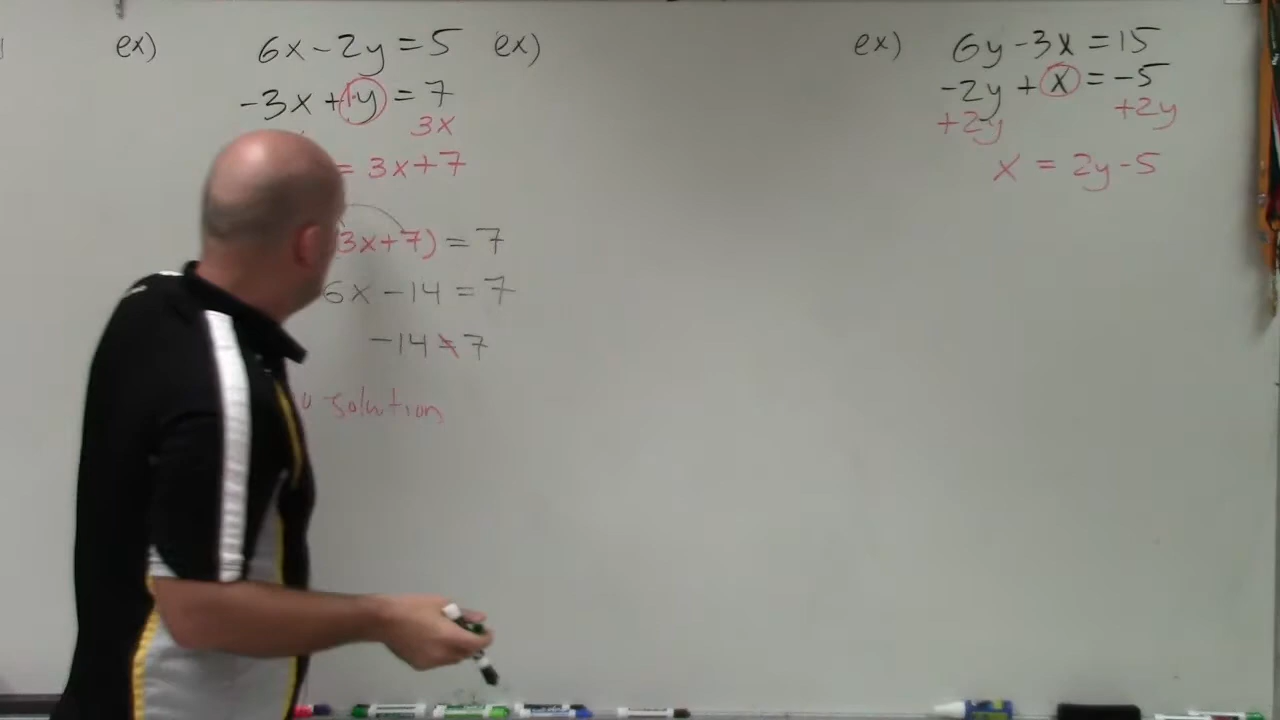 ex) 6x-2y=5
-3x+1y=7
3x
= 3x+7
3x+7) = 7
6x -14 = 7
-14 ≠ 7
solution
ex)
ex) 6y-3x=15
-2y+x=-5
+2y +2y
x = 2y-5